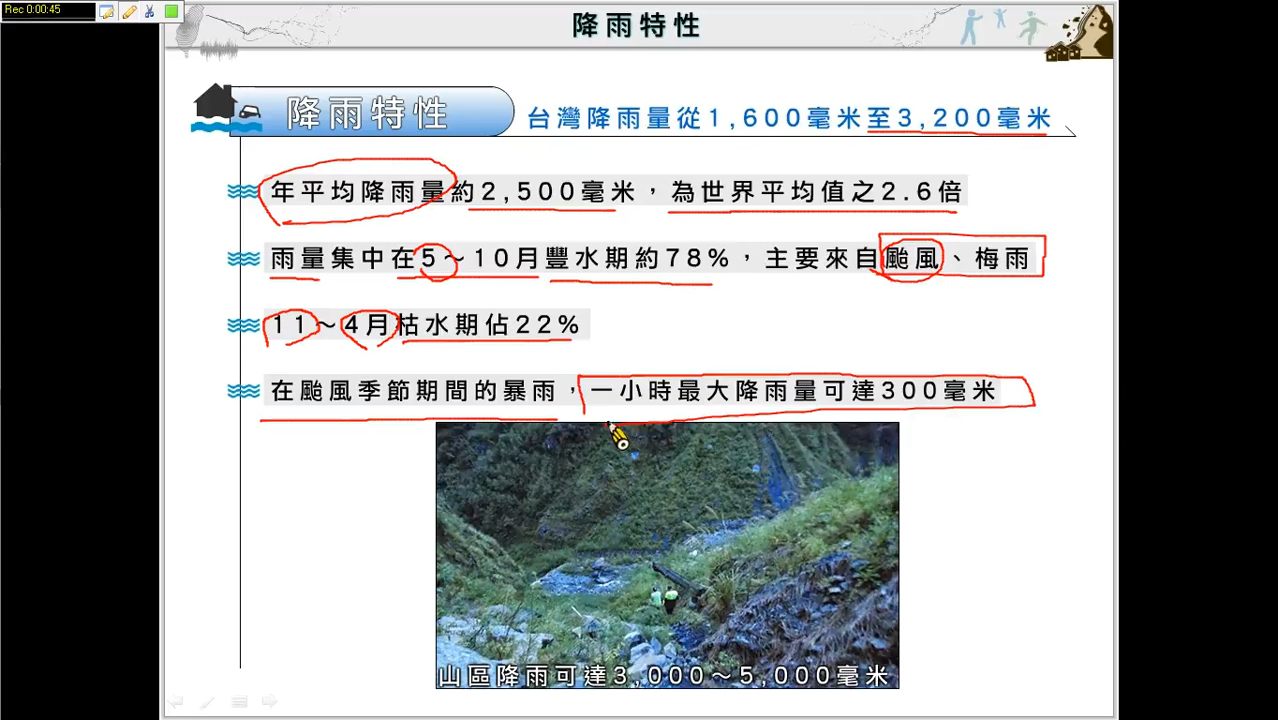 Rec 0:00:45
降雨特性
降雨特性
台灣降雨量從1,600毫米至3,200毫米
年平均降雨量約2,500毫米，為世界平均值之2.6倍
雨量集中在5～10月豐水期約78%，主要來自颱風、梅雨
11～4月枯水期佔22%
在颱風季節期間的暴雨，一小時最大降雨量可達300毫米
山區降雨可達3,000～5,000毫米